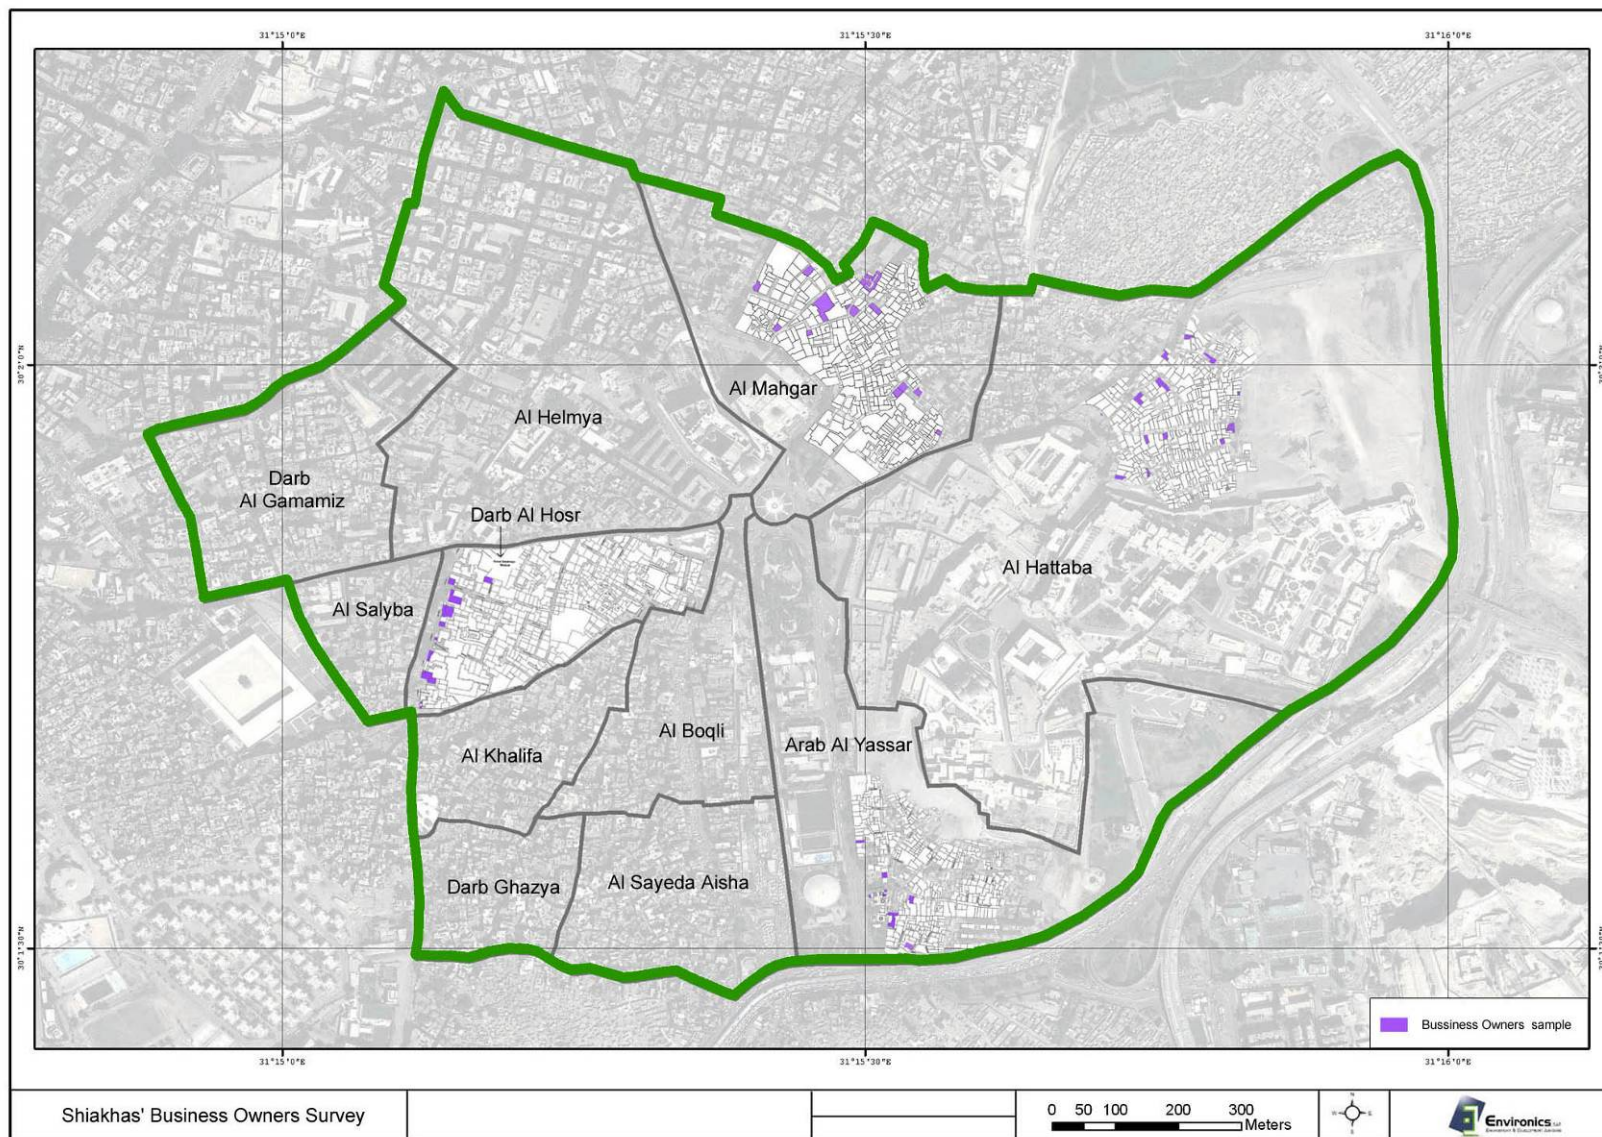 31°15'0"E
31°15'30"E
31°16'0"E
30°2'0"N
Al Mahgar
Al Helmya
Darb
Al Gamamiz
Darb Al Hosr
Al Hattaba
Al Salyba
Al Boqli
Arab Al Yassar
Al Khalifa
Al Sayeda Aisha
Darb Ghazya
30°1'30"N
Bussiness Owners sample
31°15'0"E
31°15'30"E
31°16'0"E
Shiakhas' Business Owners Survey
0 50 100 200 300
Meters
N
W
E
S
Environics